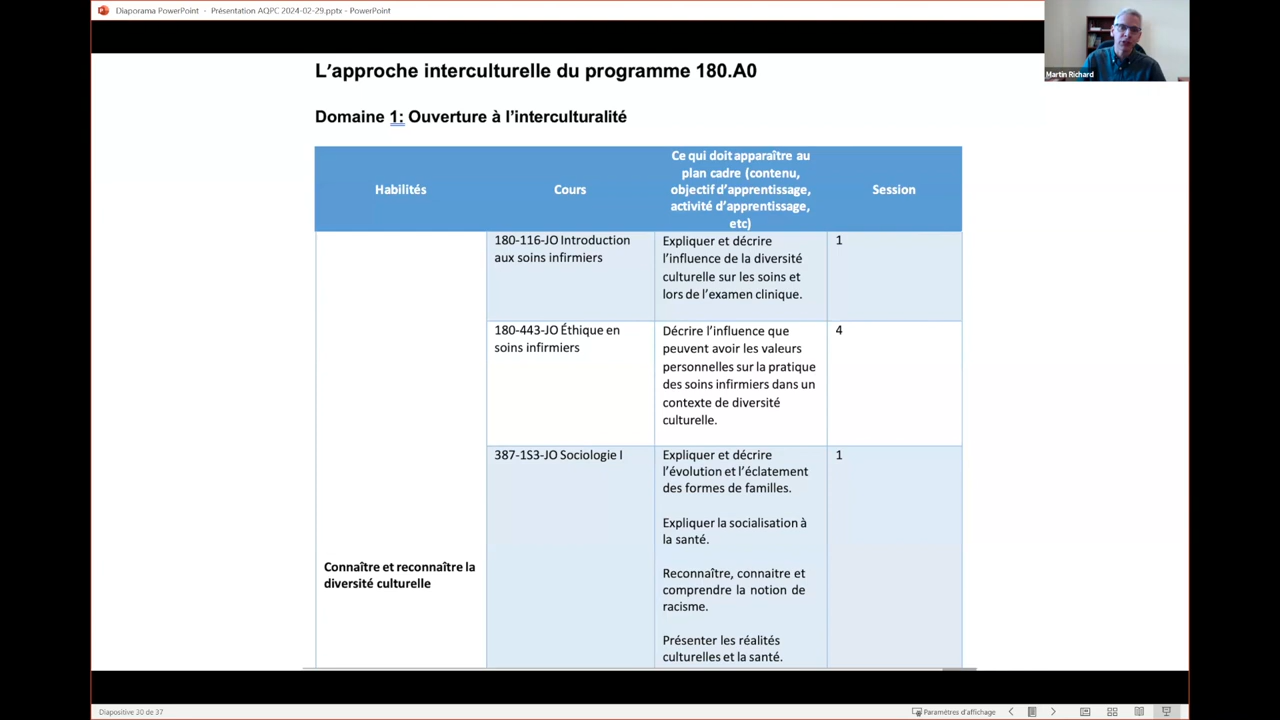 Diaporama PowerPoint - Présentation AQPC 2024-02-29.pptx - PowerPoint
Martin Richard
L’approche interculturelle du programme 180.A0
Domaine 1: Ouverture à l’interculturalité
Habilités
Cours
Ce qui doit apparaître au
plan cadre (contenu,
objectif d’apprentissage,
activité d’apprentissage,
etc)
Session
180-116-JO Introduction
aux soins infirmiers
Expliquer et décrire
l’influence de la diversité
culturelle sur les soins et
lors de l’examen clinique.
1
180-443-JO Éthique en
soins infirmiers
Décrire l’influence que
peuvent avoir les valeurs
personnelles sur la pratique
des soins infirmiers dans un
contexte de diversité
culturelle.
4
387-1S3-JO Sociologie I
Expliquer et décrire
l’évolution et l’éclatement
des formes de familles.
Expliquer la socialisation à
la santé.
Reconnaître, connaitre et
comprendre la notion de
racisme.
Présenter les réalités
culturelles et la santé.
1
Connaître et reconnaître la
diversité culturelle
Diapositive 30 de 37
Paramètres d'affichage